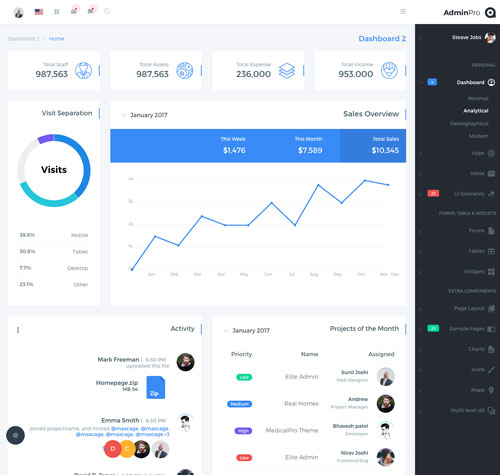 AdminPro
Dashboard 2 Home
Dashboard 2
Steave Jobs
Total Staff
987,563
Total Assets
987,563
Total Expense
236,000
Total Income
953,000
PERSONAL
4 Dashboard
Minimal
Analytical
Demographical
Modern
Apps
Inbox
25 UI Elements
FORMS, TABLE & WIDGETS
Forms
Tables
Widgets
EXTRA COMPONENTS
Page Layout
25 Sample Pages
Charts
Icons
Maps
Multi level dd
Visit Separation
Visits
38.5% Mobile
30.8% Tablet
7.7% Desktop
23.1% Other
January 2017
Sales Overview
This Week
$1,476
This Month
$7,589
Total Sales
$10,345
4k
3k
2k
1k
0
Jan Feb Mar Apr May Jun Jul Aug Sep Oct Nov Dec
Activity
Mark Freeman | 6:30 PM
uploaded this file
Homepage.zip
MB 54
Zip
Emma Smith | 6:30 PM
joined projectname, and invited @maxcage, @maxcage,
@maxcage, @maxcage, @maxcage,+3
D C
January 2017
Projects of the Month
Priority Name Assigned
Low Elite Admin Sunil Joshi
Web Designer
Medium Real Homes Andrew
Project Manager
High MedicalPro Theme Bhavesh patel
Developer
Low Elite Admin Nirav Joshi
Frontend Eng